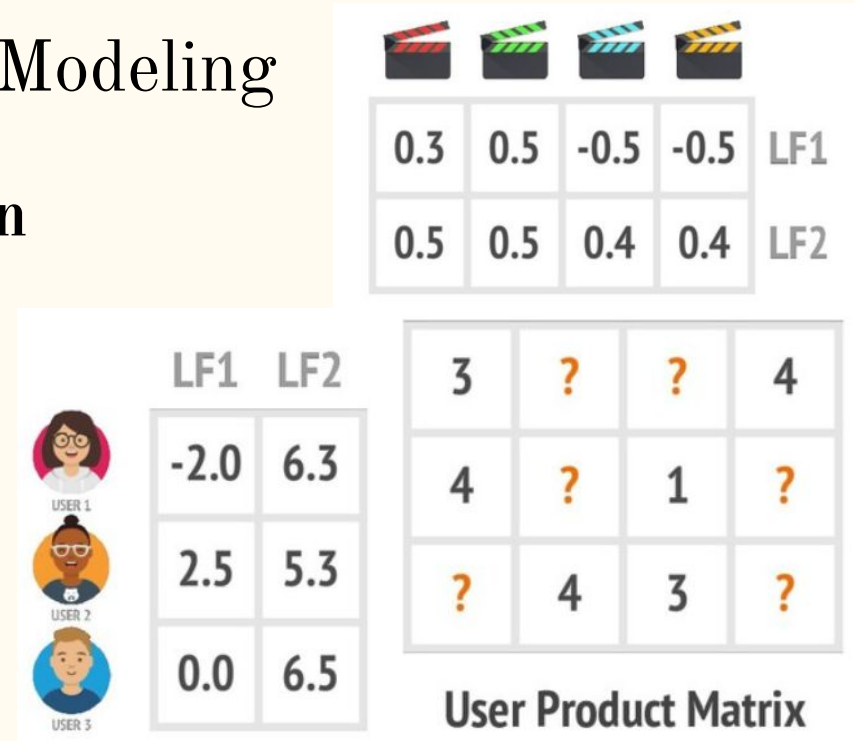 Modeling
n
0.3 0.5 -0.5 -0.5 LF1
0.5 0.5 0.4 0.4 LF2
LF1 LF2
-2.0 6.3
USER 1
2.5 5.3
USER 2
0.0 6.5
USER 3
3 ? ? 4
4 ? 1 ?
? 4 3 ?
User Product Matrix